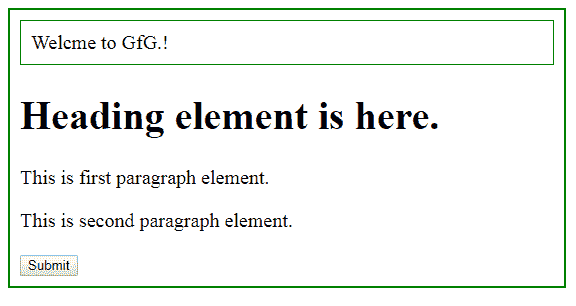 Welcme to GfG.!
Heading element is here.
This is first paragraph element.
This is second paragraph element.
Submit